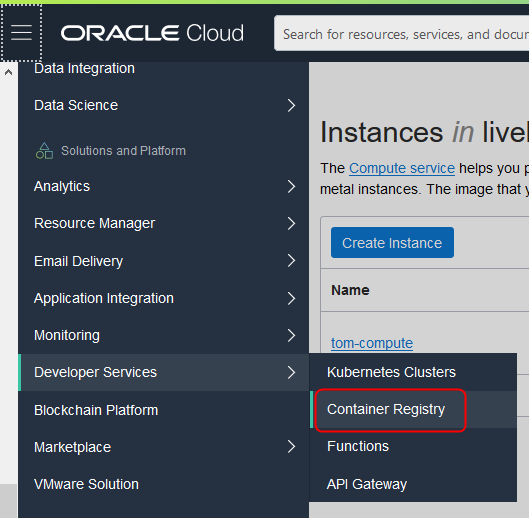 ORACLE Cloud
Search for resources, services, and docu
Data Integration
Data Science
Solutions and Platform
Analytics
Resource Manager
Email Delivery
Application Integration
Monitoring
Developer Services
Blockchain Platform
Marketplace
VMware Solution
Kubernetes Clusters
Container Registry
Functions
API Gateway
Instances in livel
The Compute service helps you p
metal instances. The image that y
Create Instance
Name
tom-compute